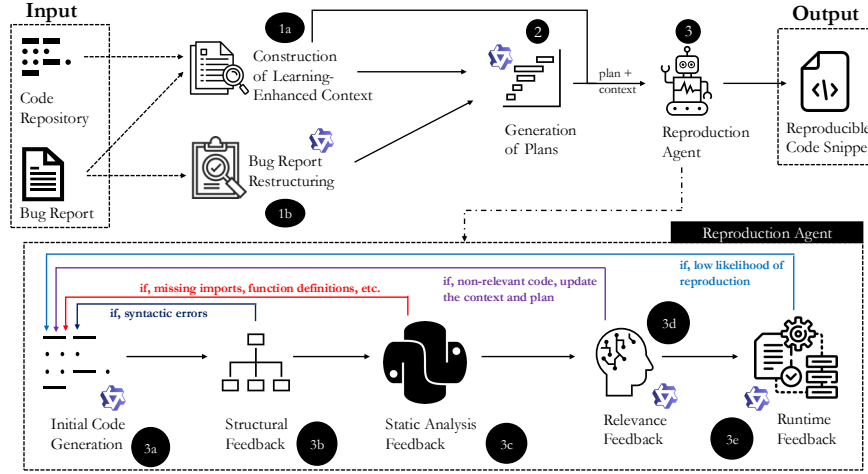 Input
Output
1a
2
3
Construction
of Learning-
Enhanced Context
Code
Repository
plan +
context
Generation
of Plans
Reproduction
Agent
Reproducible
Code Snippet
Bug Report
Restructuring
1b
Bug Report
Reproduction Agent
if, low likelihood of
reproduction
if, non-relevant code, update
the context and plan
if, missing imports, function definitions, etc.
if, syntactic errors
3d
Initial Code
Generation
3a
Structural
Feedback
3b
Static Analysis
Feedback
3c
Relevance
Feedback
3e
Runtime
Feedback